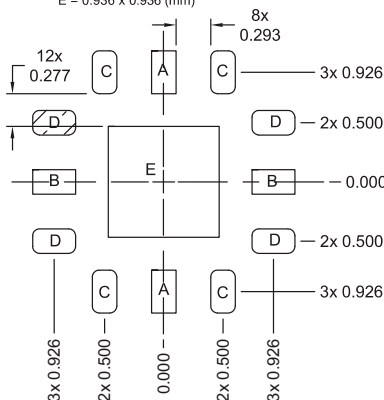 E = 0.936 x 0.936 (mm)
8x
0.293
12x
0.277
C A C 3x 0.926
D D 2x 0.500
E
B B 0.000
D D 2x 0.500
C A C 3x 0.926
3x 0.926 2x 0.500 0.000 2x 0.500 3x 0.926